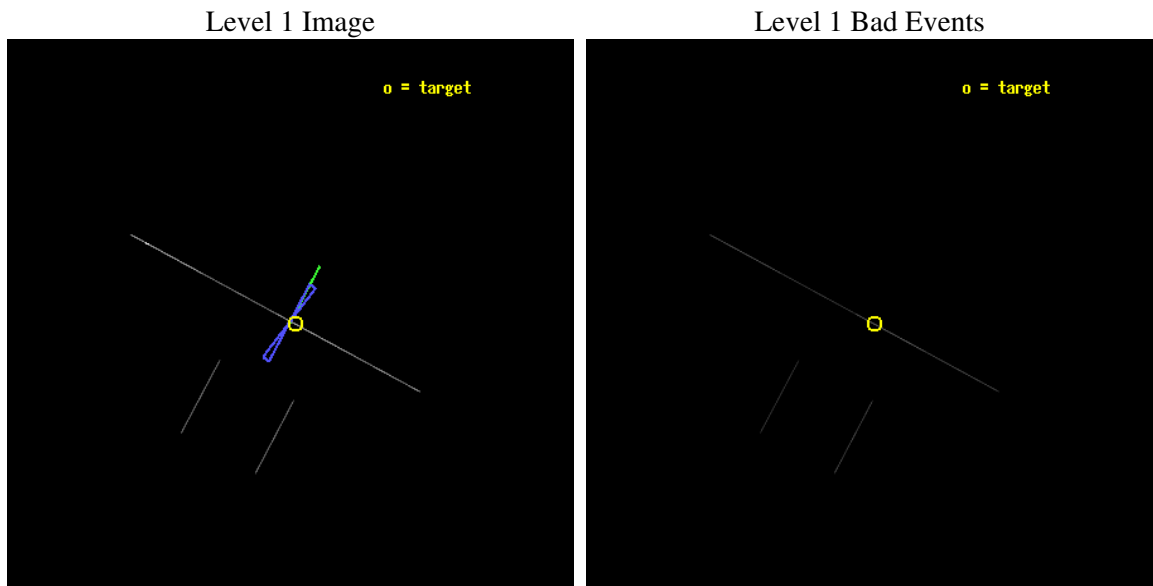 Level 1 Image
Level 1 Bad Events
o = target
o = target